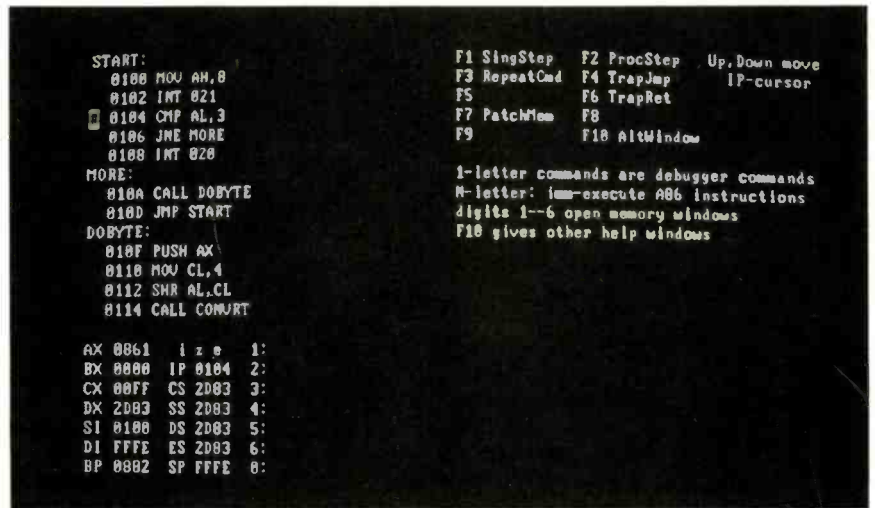 START:
0100 MOV AH,8
0102 INT 021
# 0104 CMP AL,3
0106 JNE MORE
0108 INT 020
MORE:
010A CALL DOBYTE
010D JMP START
DOBYTE:
010F PUSH AX
0110 MOV CL,4
0112 SHR AL,CL
0114 CALL CONVRT
AX 0861 i z e 1:
BX 0000 IP 0104 2:
CX 00FF CS 2D83 3:
DX 2D83 SS 2D83 4:
SI 0100 DS 2D83 5:
DI FFFE ES 2D83 6:
BP 0882 SP FFFE 0:
F1 SingStep F2 ProcStep Up,Down move
F3 RepeatCmd F4 TrapJmp IP-cursor
F5 F6 TrapRet
F7 PatchMem F8
F9 F10 AltWindow
1-letter commands are debugger commands
N-letter: imm-execute A86 instructions
digits 1--6 open memory windows
F10 gives other help windows